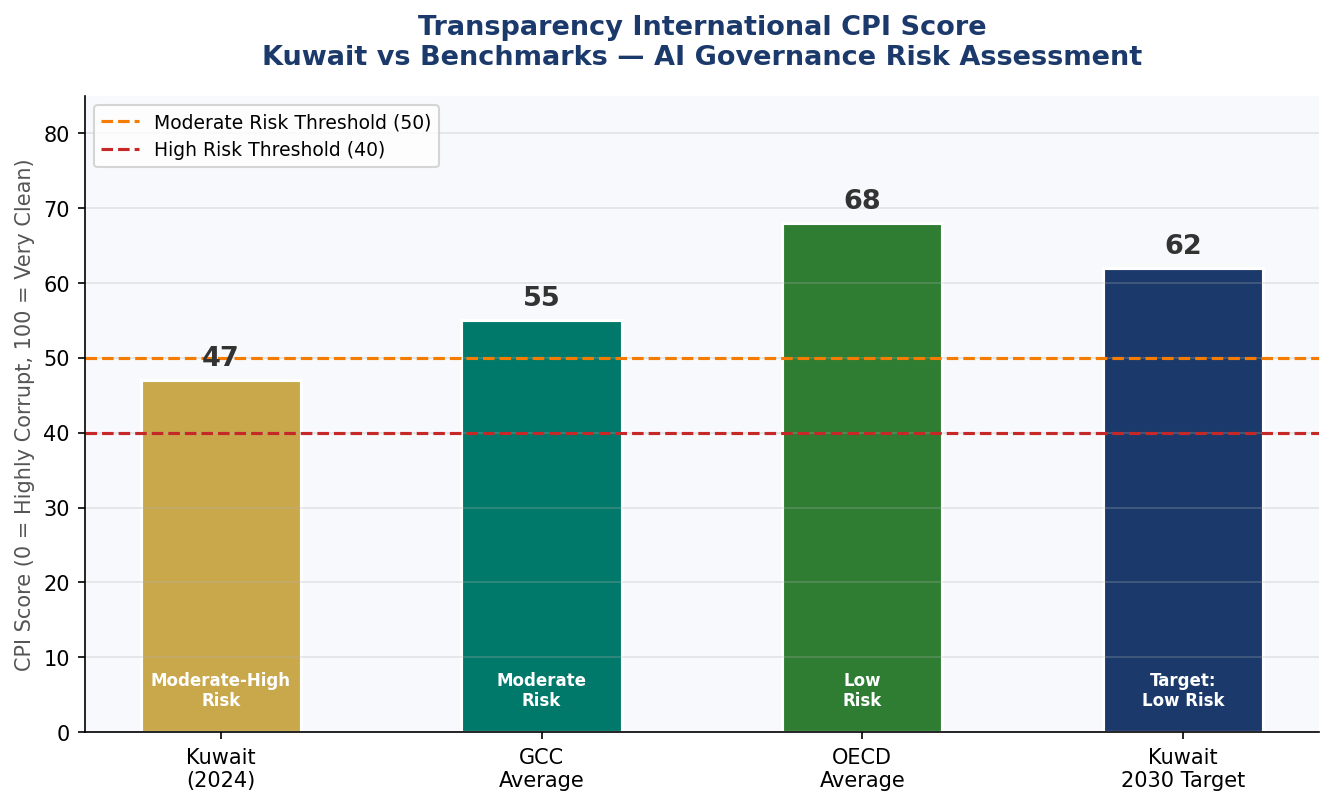 Transparency International CPI Score
Kuwait vs Benchmarks — AI Governance Risk Assessment
CPI Score (0 = Highly Corrupt, 100 = Very Clean)
80
70
60
50
40
30
20
10
0
Moderate Risk Threshold (50)
High Risk Threshold (40)
47
55
68
62
Moderate-High
Risk
Moderate
Risk
Low
Risk
Target:
Low Risk
Kuwait
(2024)
GCC
Average
OECD
Average
Kuwait
2030 Target